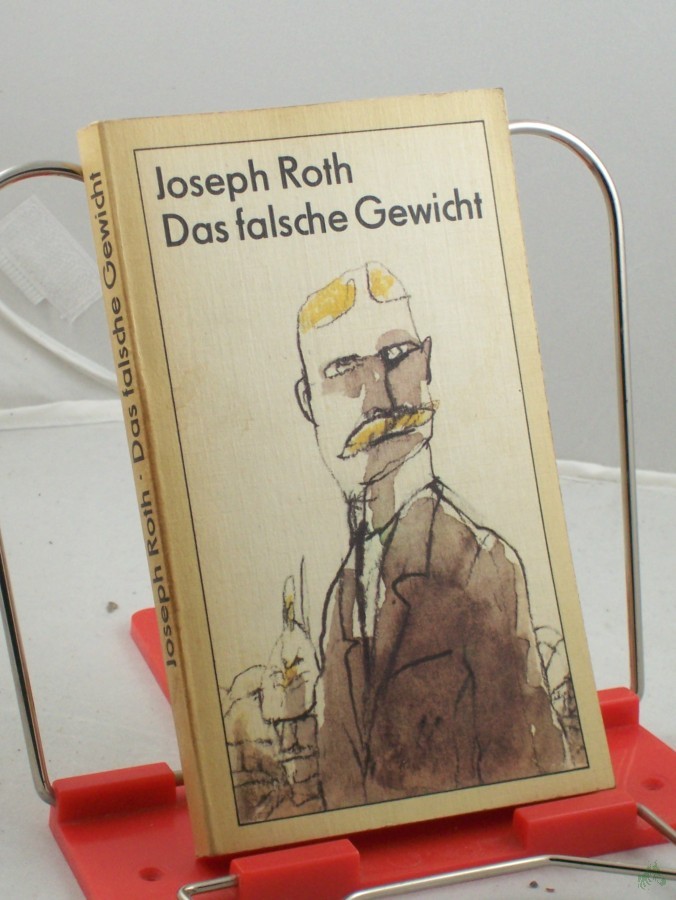 Joseph Roth
Das falsche Gewicht
Joseph Roth · Das falsche Gewicht